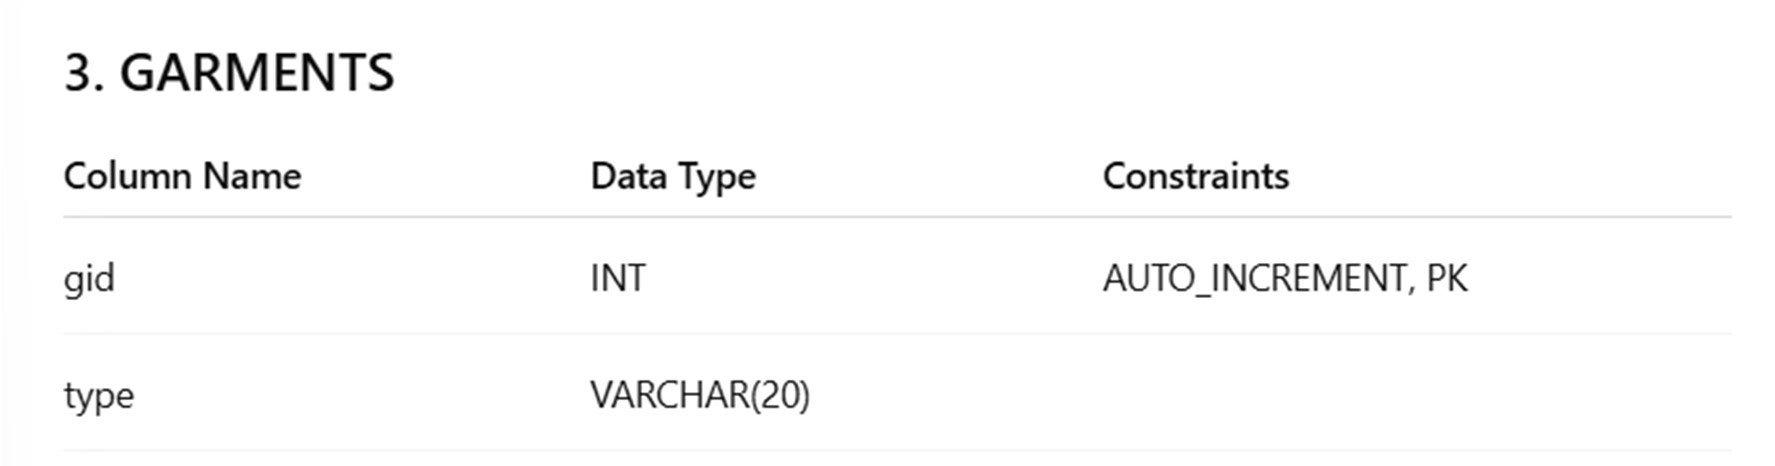 3. GARMENTS
Column Name Data Type Constraints
gid INT AUTO_INCREMENT, PK
type VARCHAR(20)